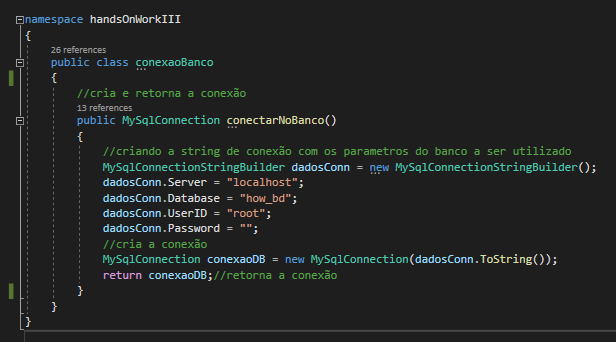 namespace handsOnWorkIII
{
26 references
public class conexaoBanco
{
//cria e retorna a conexão
13 references
public MySqlConnection conectarNoBanco()
{
//criando a string de conexão com os parametros do banco a ser utilizado
MySqlConnectionStringBuilder dadosConn = new MySqlConnectionStringBuilder();
dadosConn.Server = "localhost";
dadosConn.Database = "how_bd";
dadosConn.UserID = "root";
dadosConn.Password = "";
//cria a conexão
MySqlConnection conexaoDB = new MySqlConnection(dadosConn.ToString());
return conexaoDB;//retorna a conexão
}
}
}